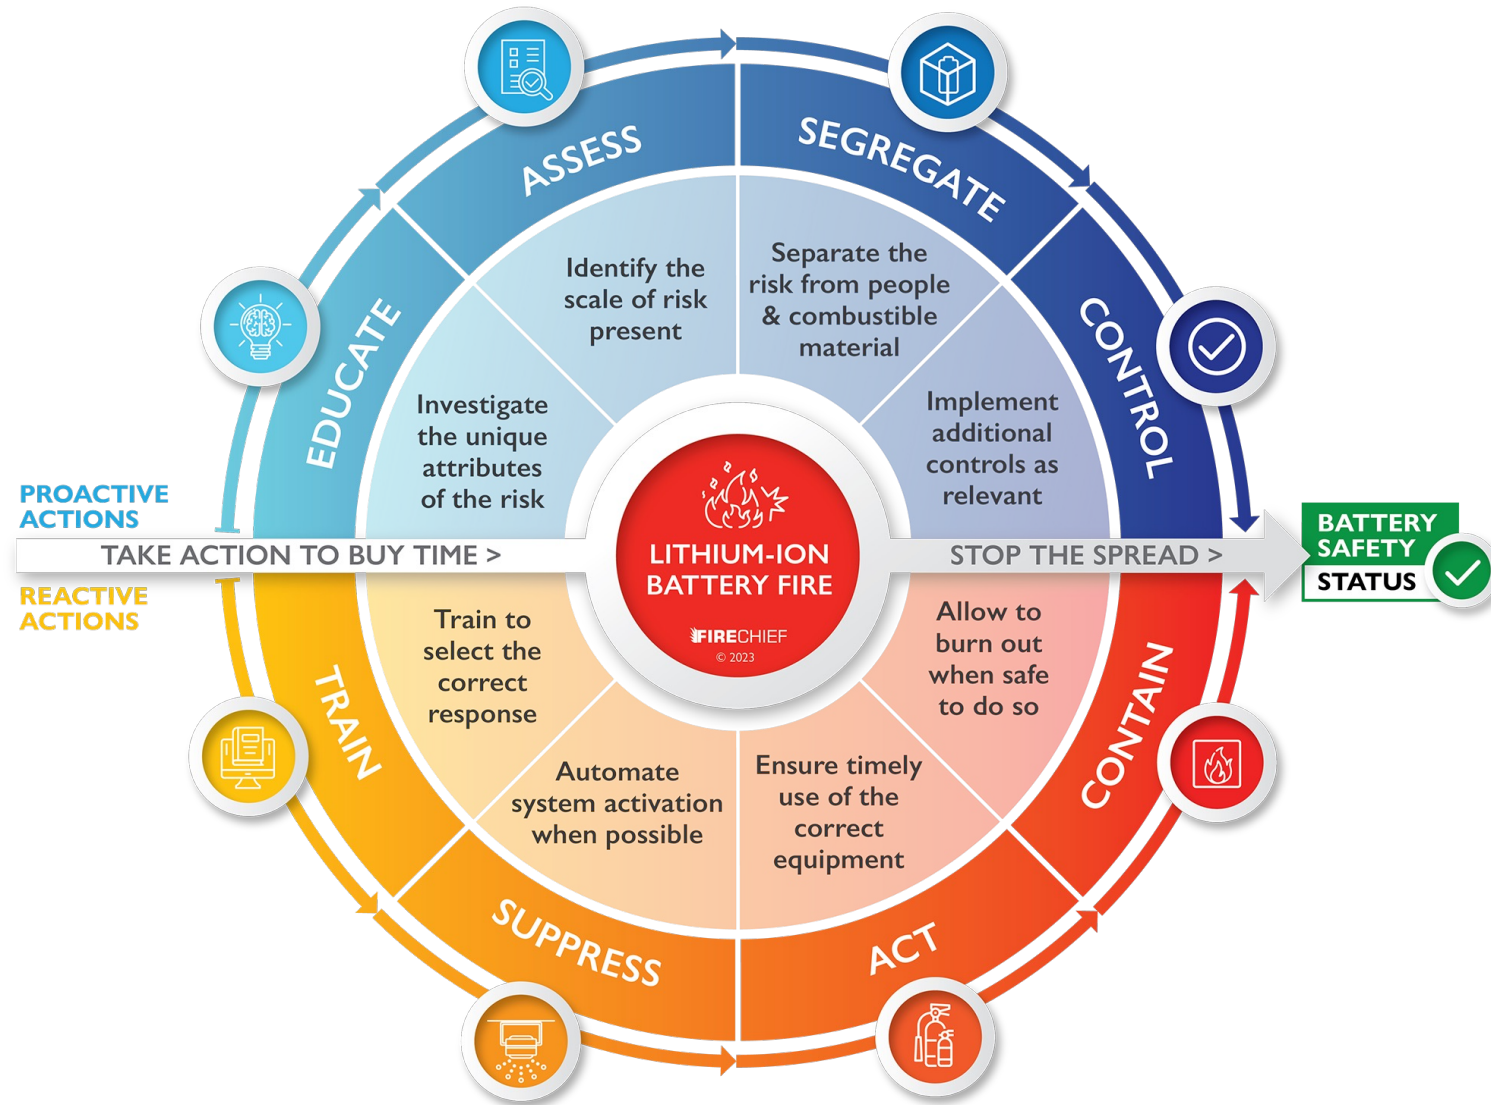 ASSESS
Identify the
scale of risk
present
SEGREGATE
Separate the
risk from people
& combustible
material
EDUCATE
Investigate
the unique
attributes
of the risk
CONTROL
Implement
additional
controls as
relevant
PROACTIVE
ACTIONS
TAKE ACTION TO BUY TIME >
LITHIUM-ION
BATTERY FIRE
FIRECHIEF
© 2023
STOP THE SPREAD >
BATTERY
SAFETY
STATUS
REACTIVE
ACTIONS
TRAIN
Train to
select the
correct
response
SUPPRESS
Automate
system activation
when possible
ACT
Ensure timely
use of the
correct
equipment
CONTAIN
Allow to
burn out
when safe
to do so